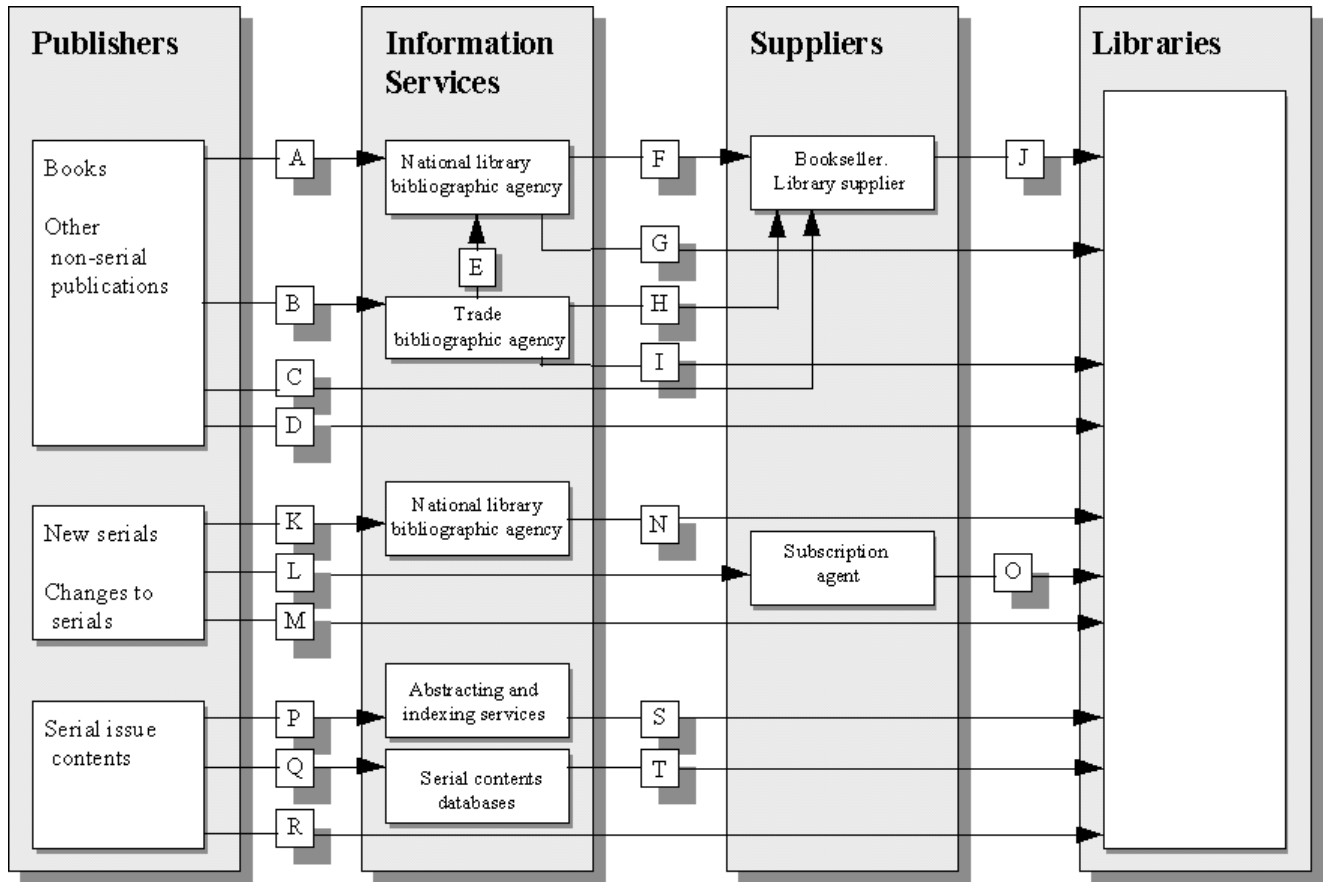 Publishers
Information
Services
Suppliers
Libraries
Books
Other
non-serial
publications
A
National library
bibliographic agency
F
Bookseller.
Library supplier
J
G
E
B
Trade
bibliographic agency
H
I
C
D
New serials
Changes to
serials
K
National library
bibliographic agency
N
L
Subscription
agent
O
M
Serial issue
contents
P
Abstracting and
indexing services
S
Q
Serial contents
databases
T
R